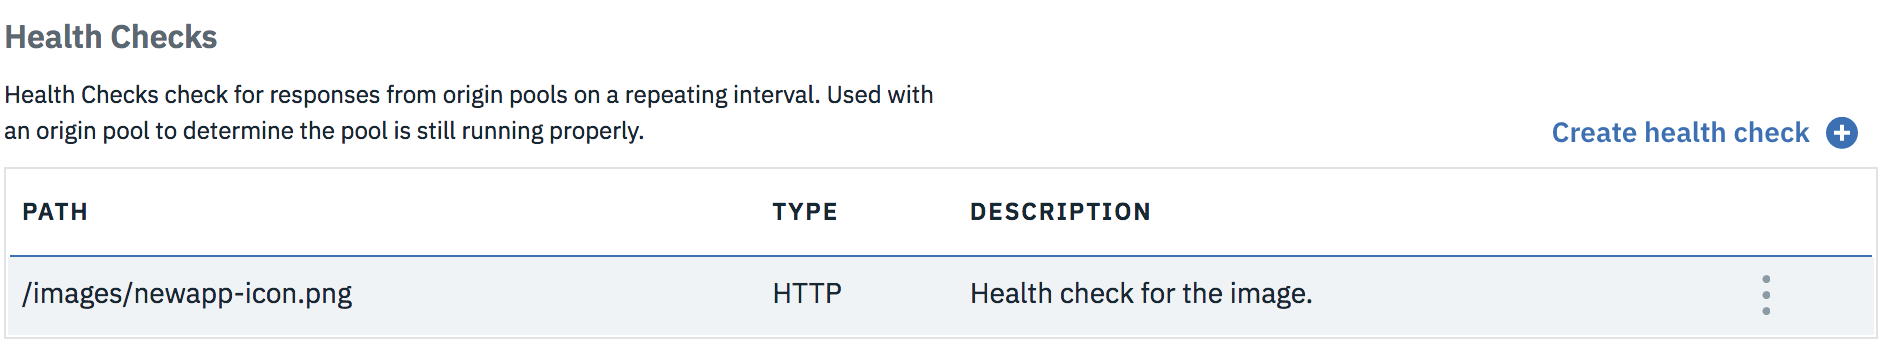 Health Checks
Health Checks check for responses from origin pools on a repeating interval. Used with
an origin pool to determine the pool is still running properly.
Create health check
PATH TYPE DESCRIPTION
/images/newapp-icon.png HTTP Health check for the image.